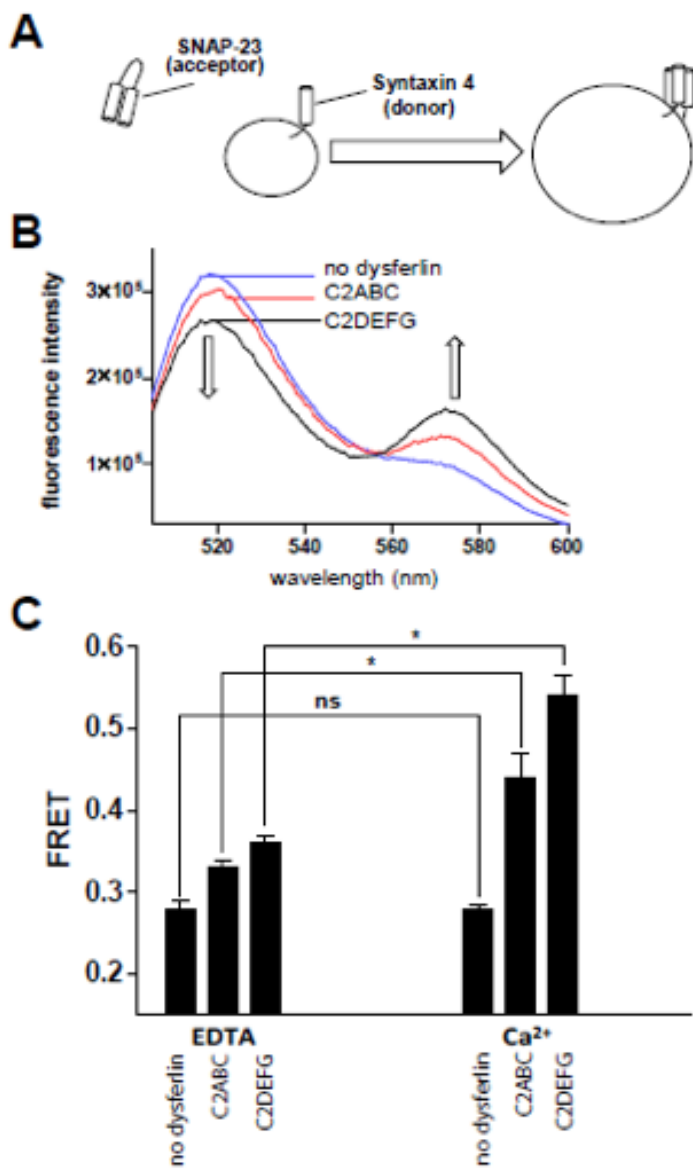 A
SNAP-23
(acceptor)
Syntaxin 4
(donor)
B
fluorescence intensity
3×10⁵
2×10⁵
1×10⁵
no dysferlin
C2ABC
C2DEFG
520 540 560 580 600
wavelength (nm)
C
FRET
0.6
0.5
0.4
0.3
0.2
*
*
ns
EDTA
Ca²⁺
no dysferlin
C2ABC
C2DEFG
no dysferlin
C2ABC
C2DEFG